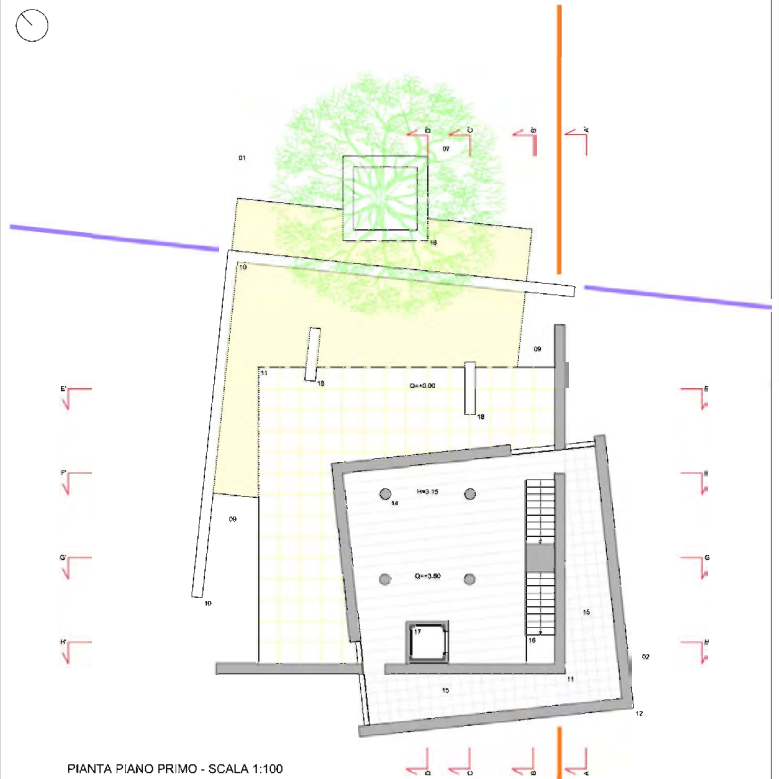 01
07
B'
C'
B'
A'
18
10
09
11
Q=+0.00
18
18
E'
E
H=3.15
14
F'
09
G'
G
Q=+3.80
10
15
17
16
H'
02
11
15
12
PIANTA PIANO PRIMO - SCALA 1:100
D
C
B
A